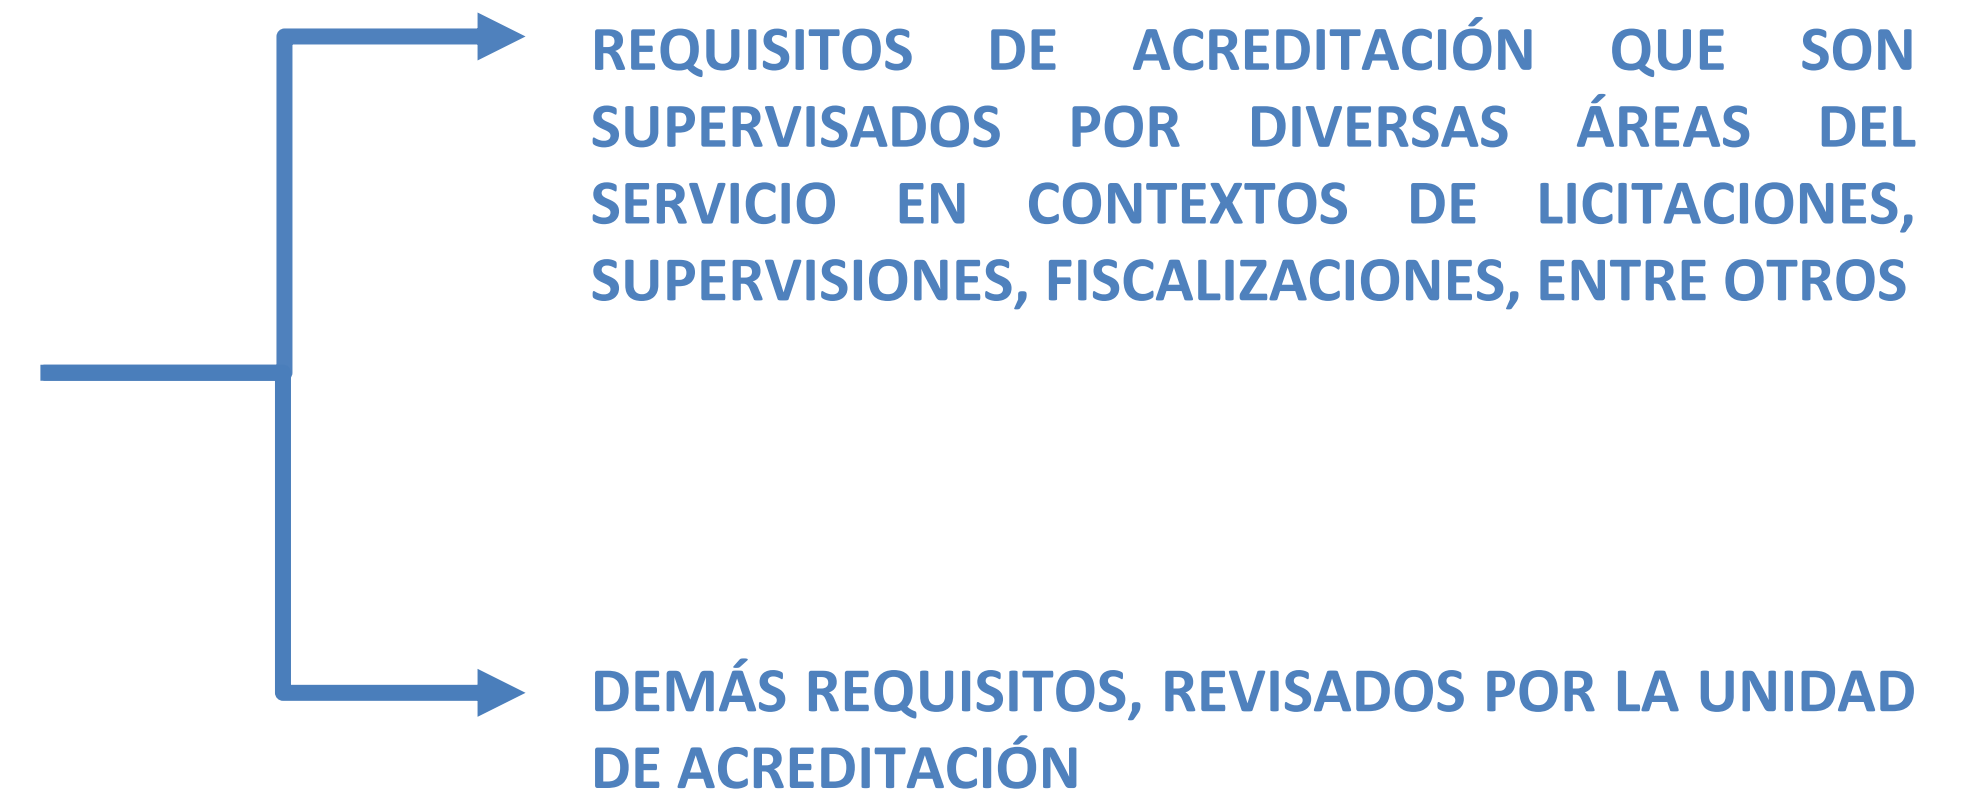 REQUISITOS DE ACREDITACIÓN QUE SON
SUPERVISADOS POR DIVERSAS ÁREAS DEL
SERVICIO EN CONTEXTOS DE LICITACIONES,
SUPERVISIONES, FISCALIZACIONES, ENTRE OTROS
DEMÁS REQUISITOS, REVISADOS POR LA UNIDAD
DE ACREDITACIÓN